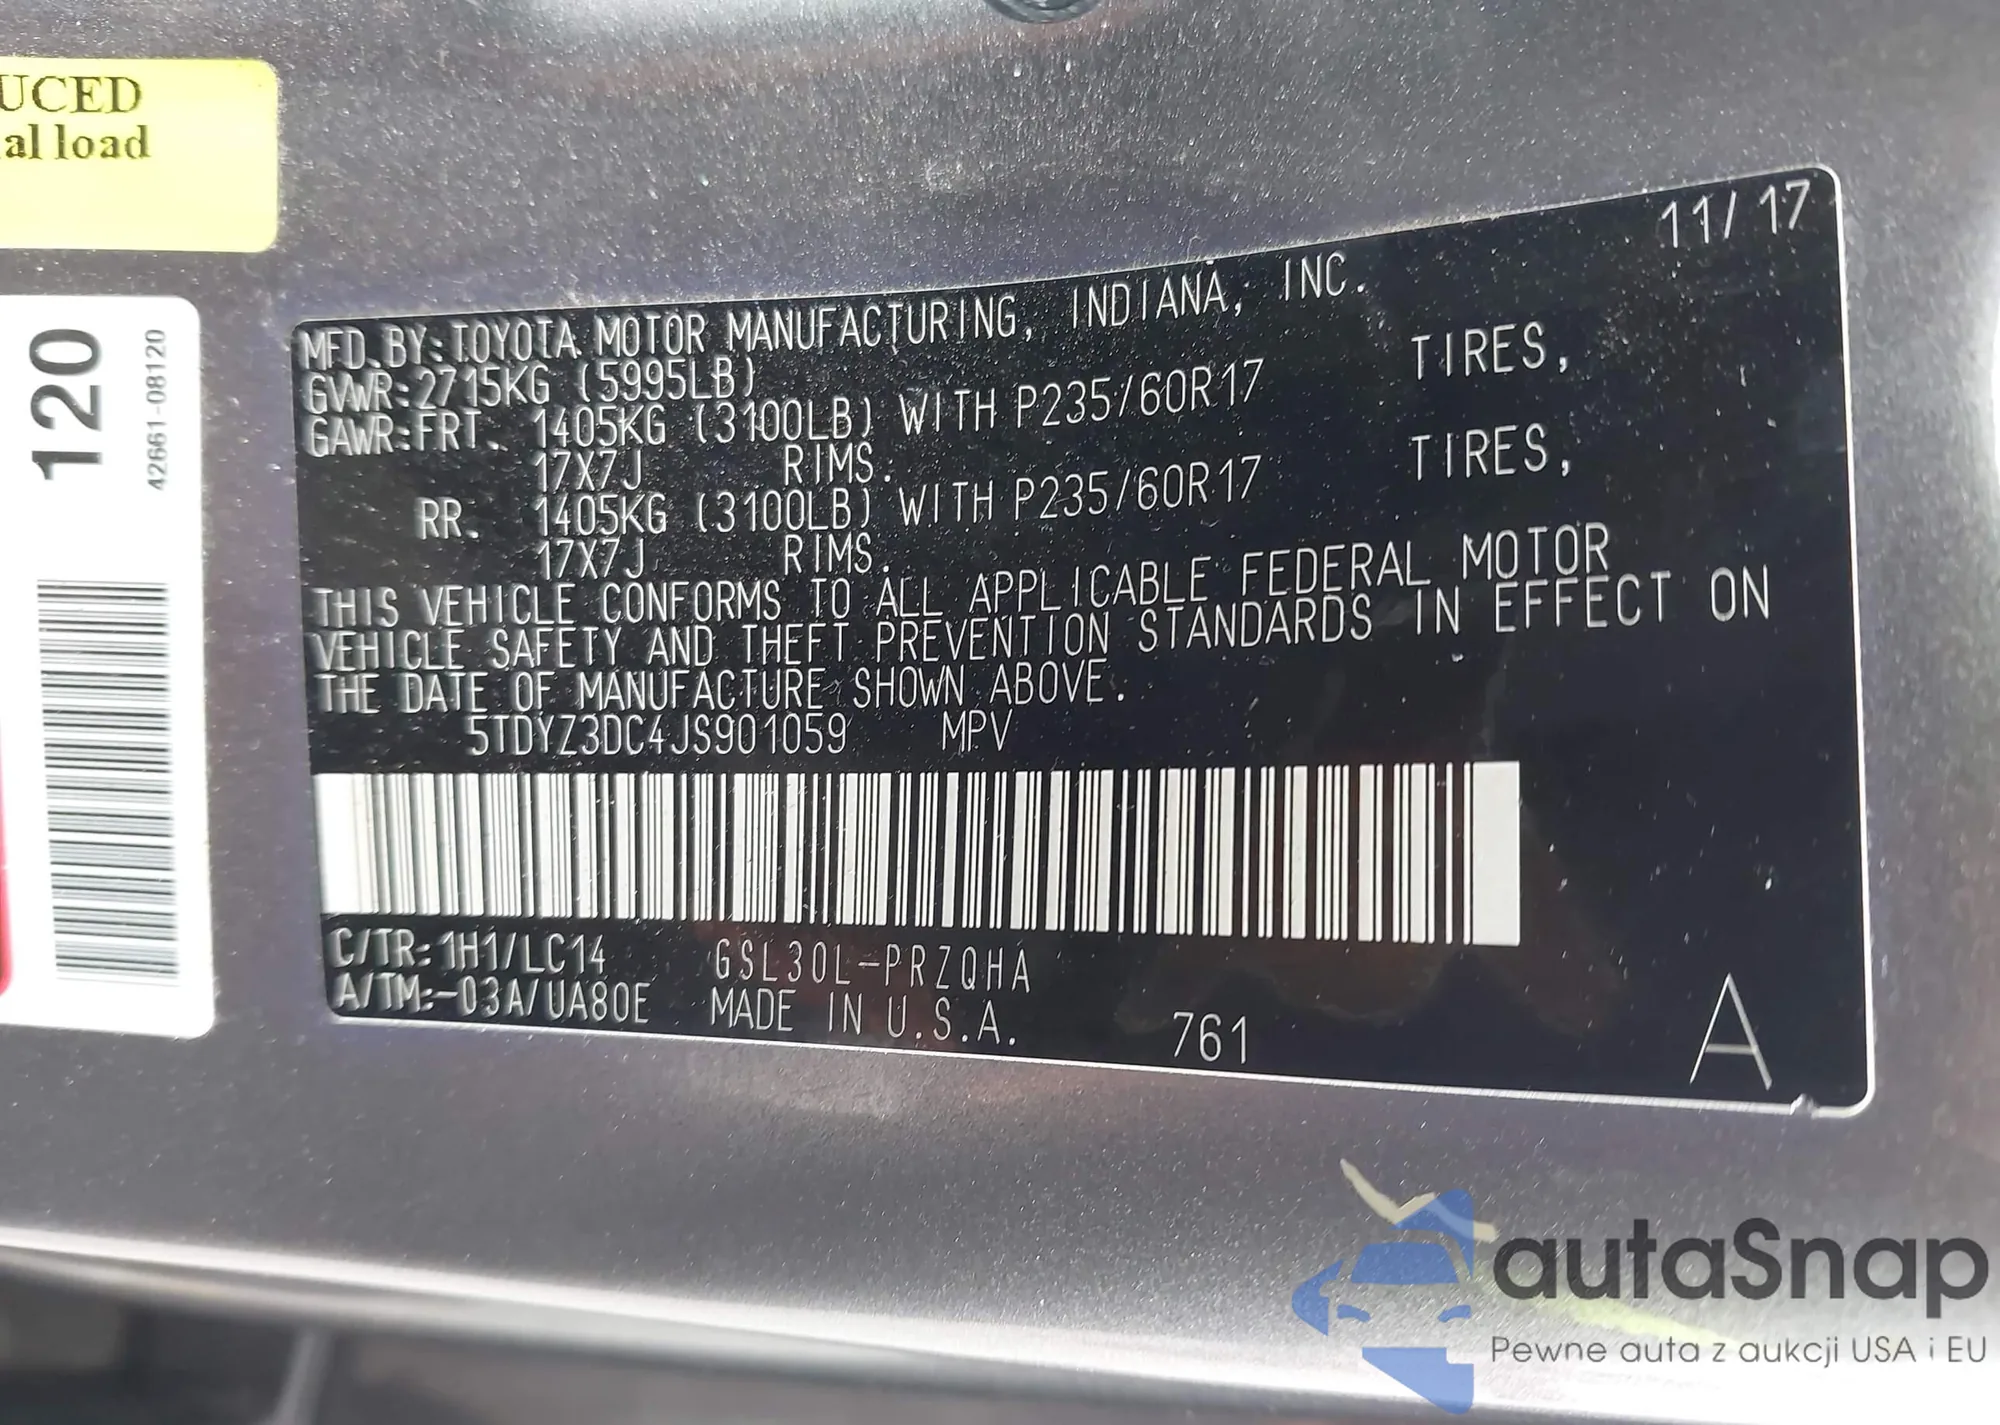 UCED
al load
120
42661-08120
11/17
MFD. BY: TOYOTA MOTOR MANUFACTURING, INDIANA, INC.
GVWR: 2715KG (5995LB)
GAWR: FRT. 1405KG (3100LB) WITH P235/60R17 TIRES,
17X7J RIMS.
RR. 1405KG (3100LB) WITH P235/60R17 TIRES,
17X7J RIMS.
THIS VEHICLE CONFORMS TO ALL APPLICABLE FEDERAL MOTOR
VEHICLE SAFETY AND THEFT PREVENTION STANDARDS IN EFFECT ON
THE DATE OF MANUFACTURE SHOWN ABOVE.
5TDYZ3DC4JS901059 MPV
C/TR: 1H1/LC14 GSL30L-PRZQHA
A/TM: -03A/UA80E MADE IN U.S.A. 761
A
autaSnap
Pewne auta z aukcji USA i EU